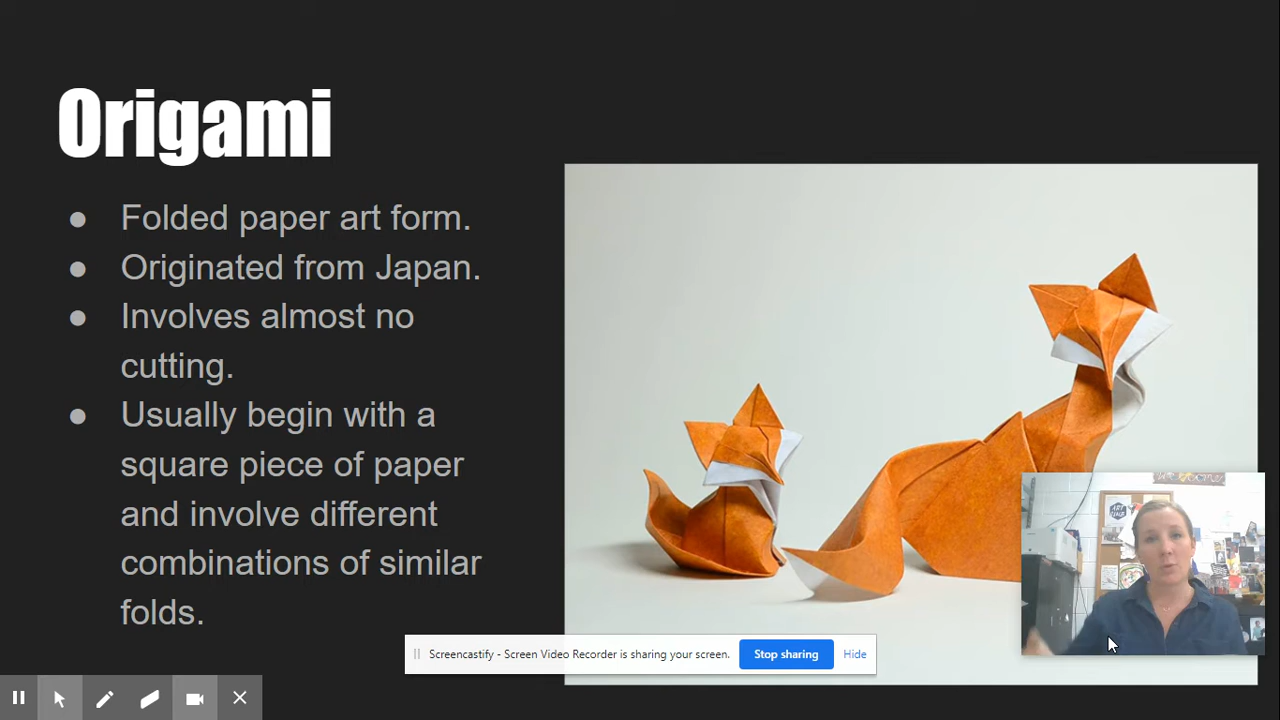 Origami
● Folded paper art form.
● Originated from Japan.
● Involves almost no
cutting.
● Usually begin with a
square piece of paper
and involve different
combinations of similar
folds.
Screencastify - Screen Video Recorder is sharing your screen.
Stop sharing
Hide